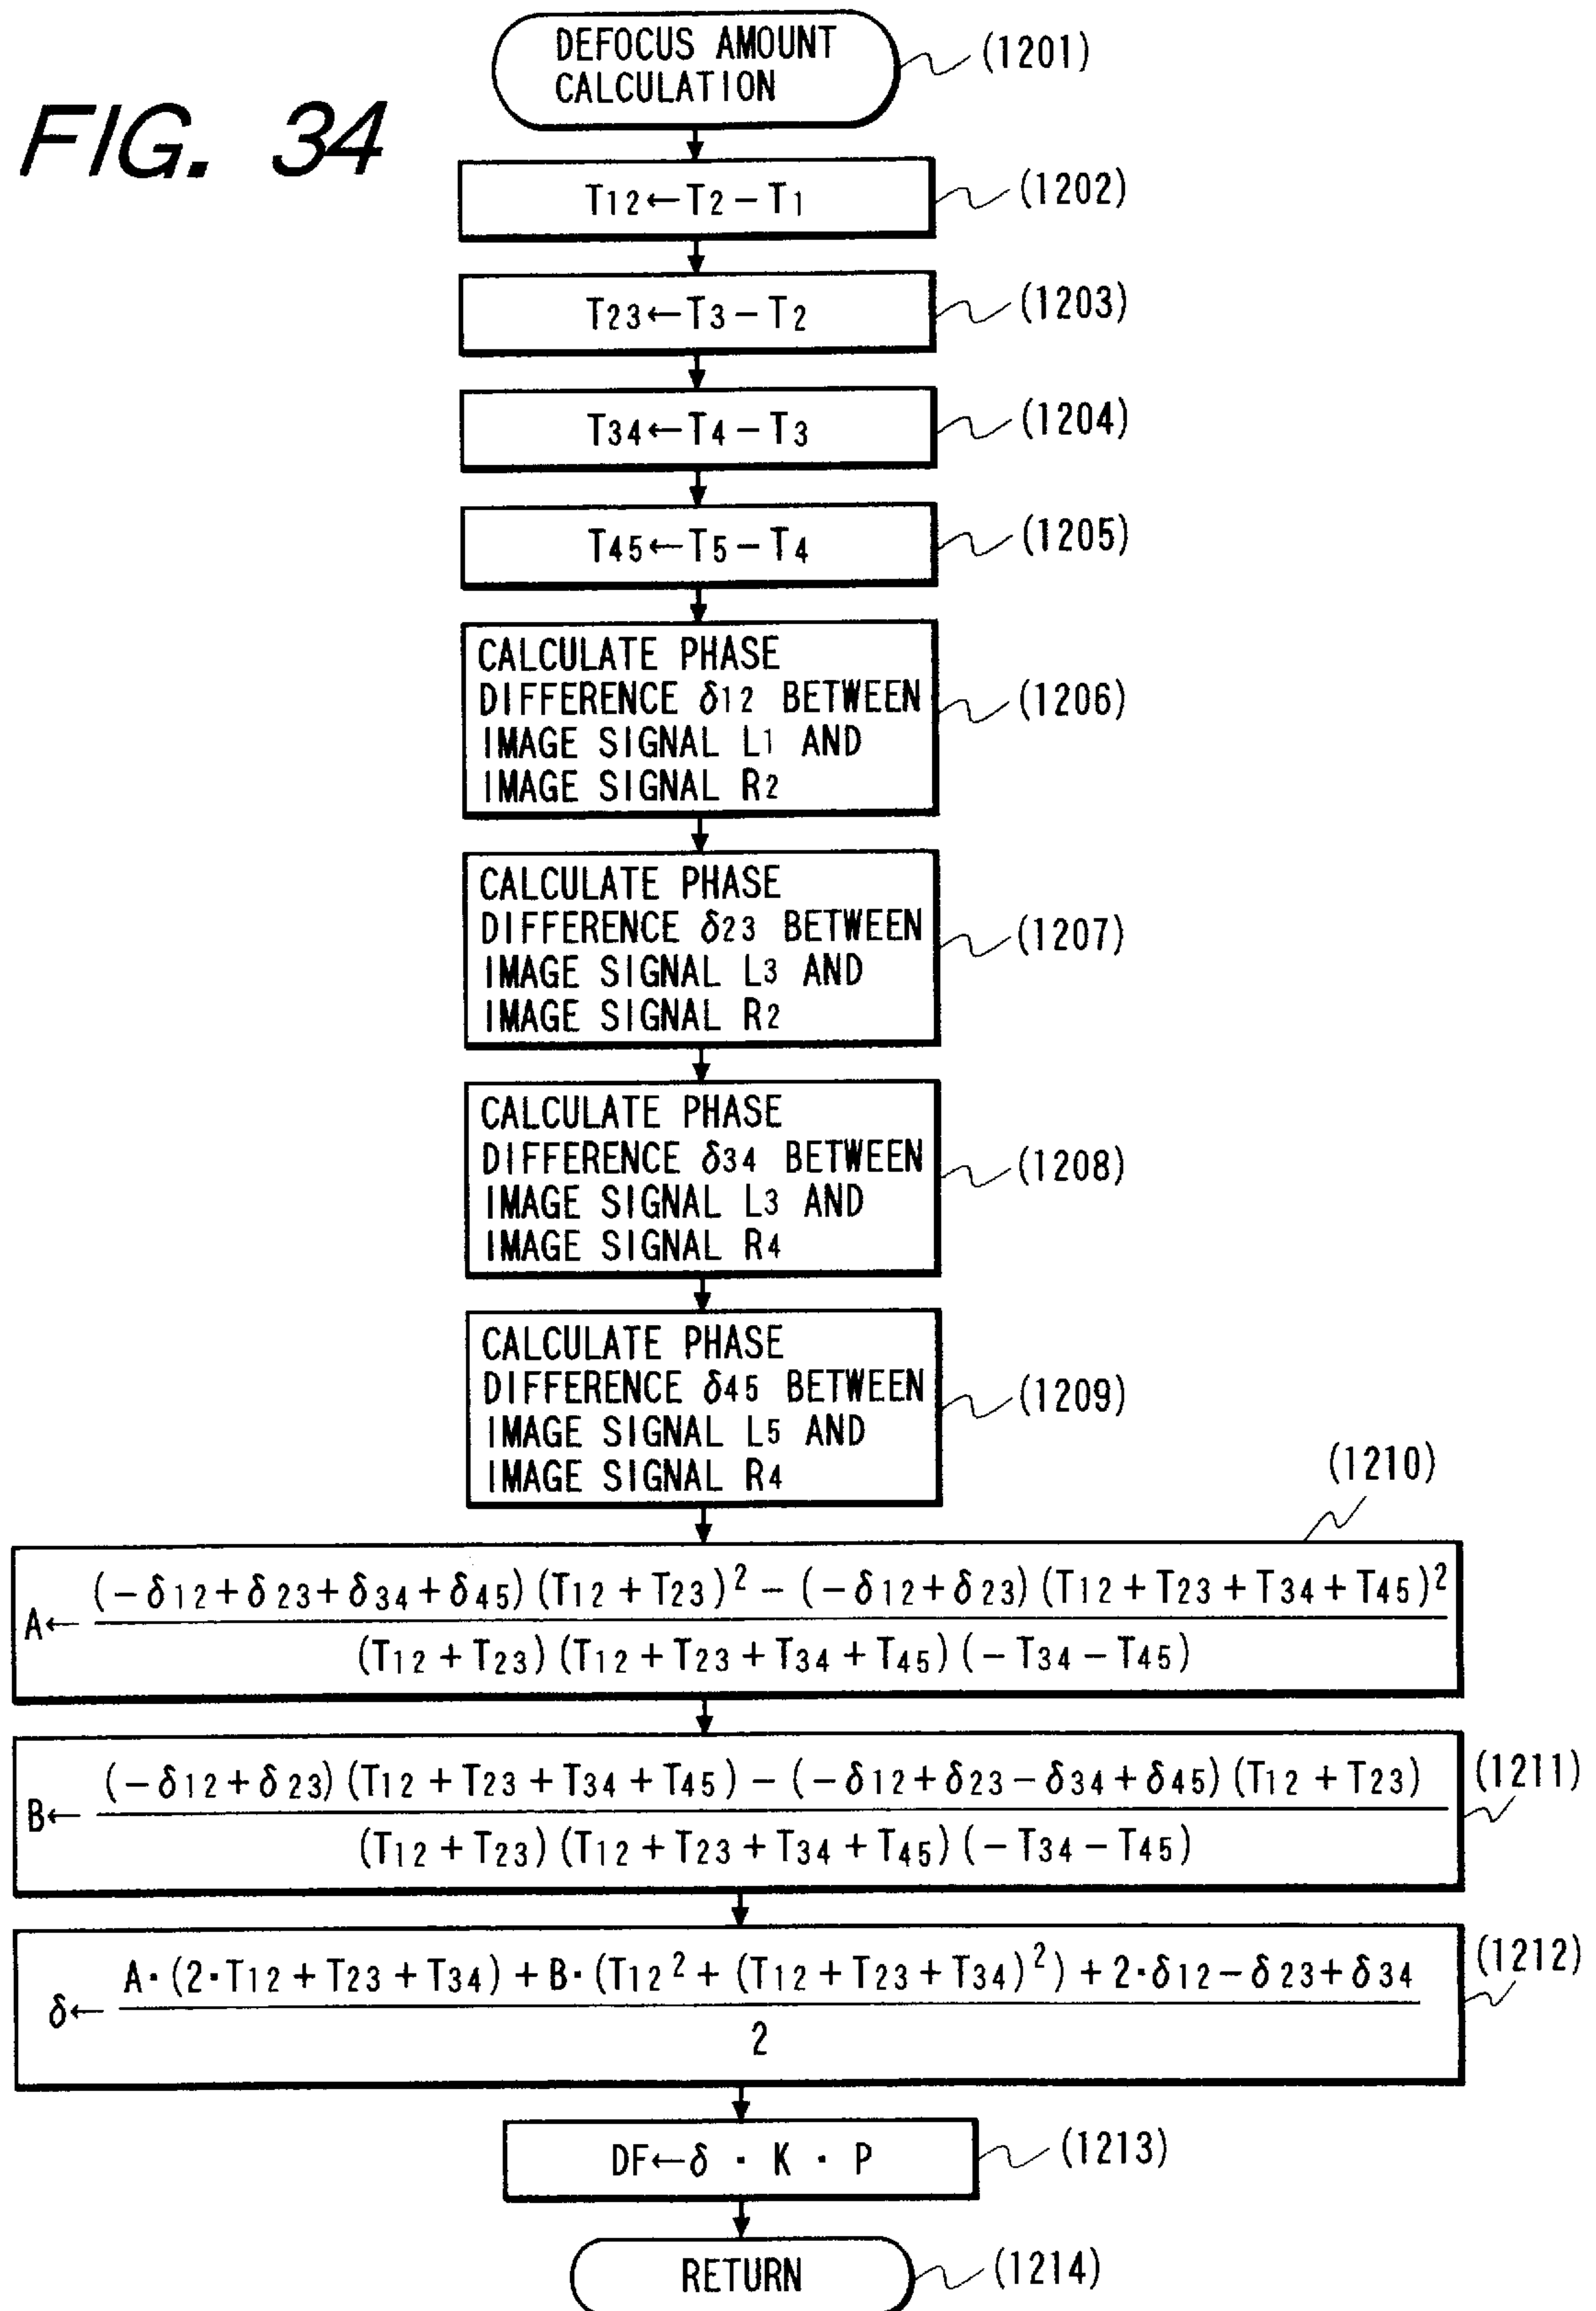 FIG. 34
DEFOCUS AMOUNT
CALCULATION
(1201)
T12←T2−T1
(1202)
T23←T3−T2
(1203)
T34←T4−T3
(1204)
T45←T5−T4
(1205)
CALCULATE PHASE
DIFFERENCE δ12 BETWEEN
IMAGE SIGNAL L1 AND
IMAGE SIGNAL R2
(1206)
CALCULATE PHASE
DIFFERENCE δ23 BETWEEN
IMAGE SIGNAL L3 AND
IMAGE SIGNAL R2
(1207)
CALCULATE PHASE
DIFFERENCE δ34 BETWEEN
IMAGE SIGNAL L3 AND
IMAGE SIGNAL R4
(1208)
CALCULATE PHASE
DIFFERENCE δ45 BETWEEN
IMAGE SIGNAL L5 AND
IMAGE SIGNAL R4
(1209)
(1210)
(−δ12+δ23+δ34+δ45)(T12+T23)²−(−δ12+δ23)(T12+T23+T34+T45)²
A←
(T12+T23)(T12+T23+T34+T45)(−T34−T45)
(−δ12+δ23)(T12+T23+T34+T45)−(−δ12+δ23−δ34+δ45)(T12+T23)
B←
(T12+T23)(T12+T23+T34+T45)(−T34−T45)
(1211)
A·(2·T12+T23+T34)+B·(T12²+(T12+T23+T34)²)+2·δ12−δ23+δ34
δ←
2
(1212)
DF←δ · K · P
(1213)
RETURN
(1214)